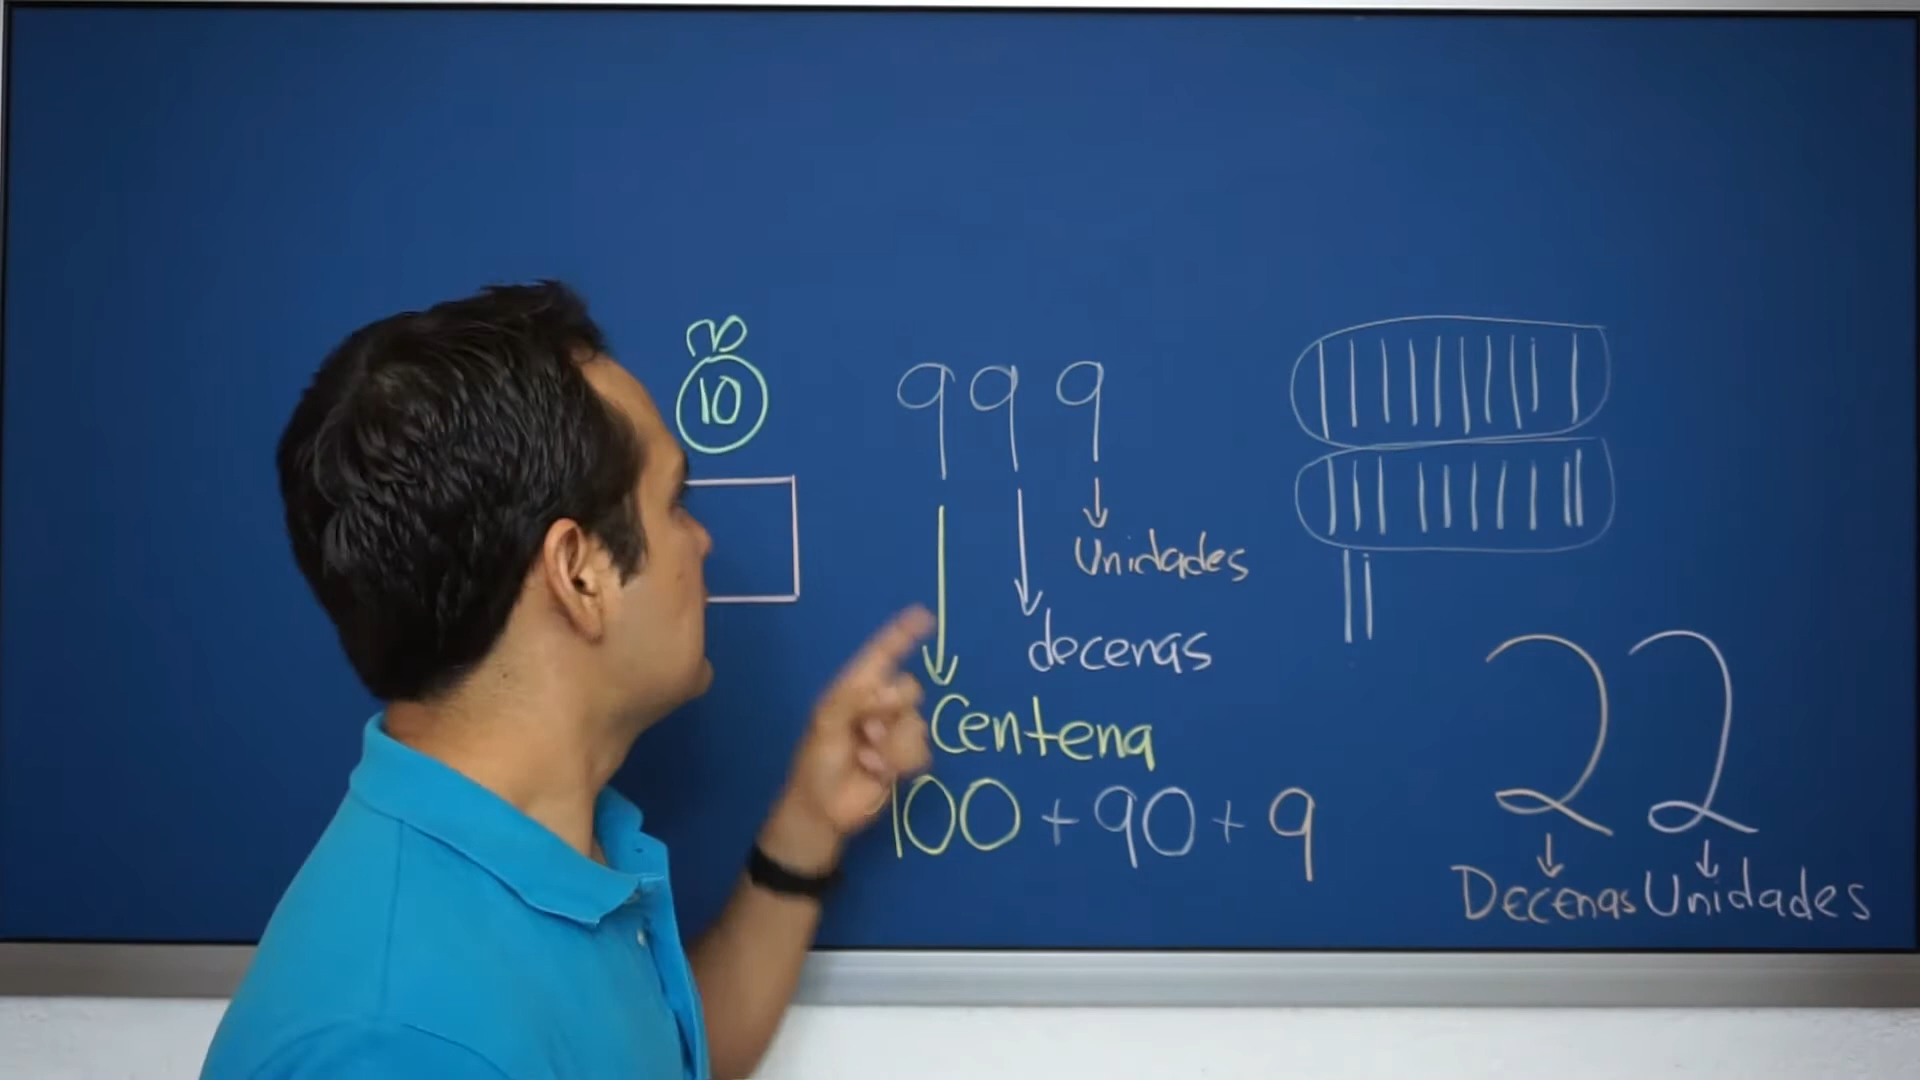 10
999
Unidades
decenas
Centena
100 + 90 + 9
22
Decenas Unidades